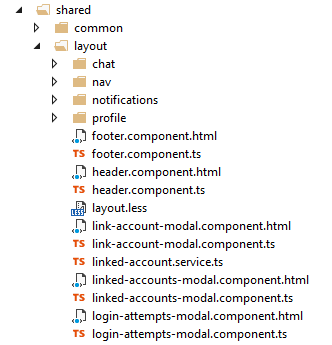 shared
common
layout
chat
nav
notifications
profile
footer.component.html
TS footer.component.ts
header.component.html
TS header.component.ts
LESS layout.less
link-account-modal.component.html
TS link-account-modal.component.ts
TS linked-account.service.ts
linked-accounts-modal.component.html
TS linked-accounts-modal.component.ts
login-attempts-modal.component.html
TS login-attempts-modal.component.ts